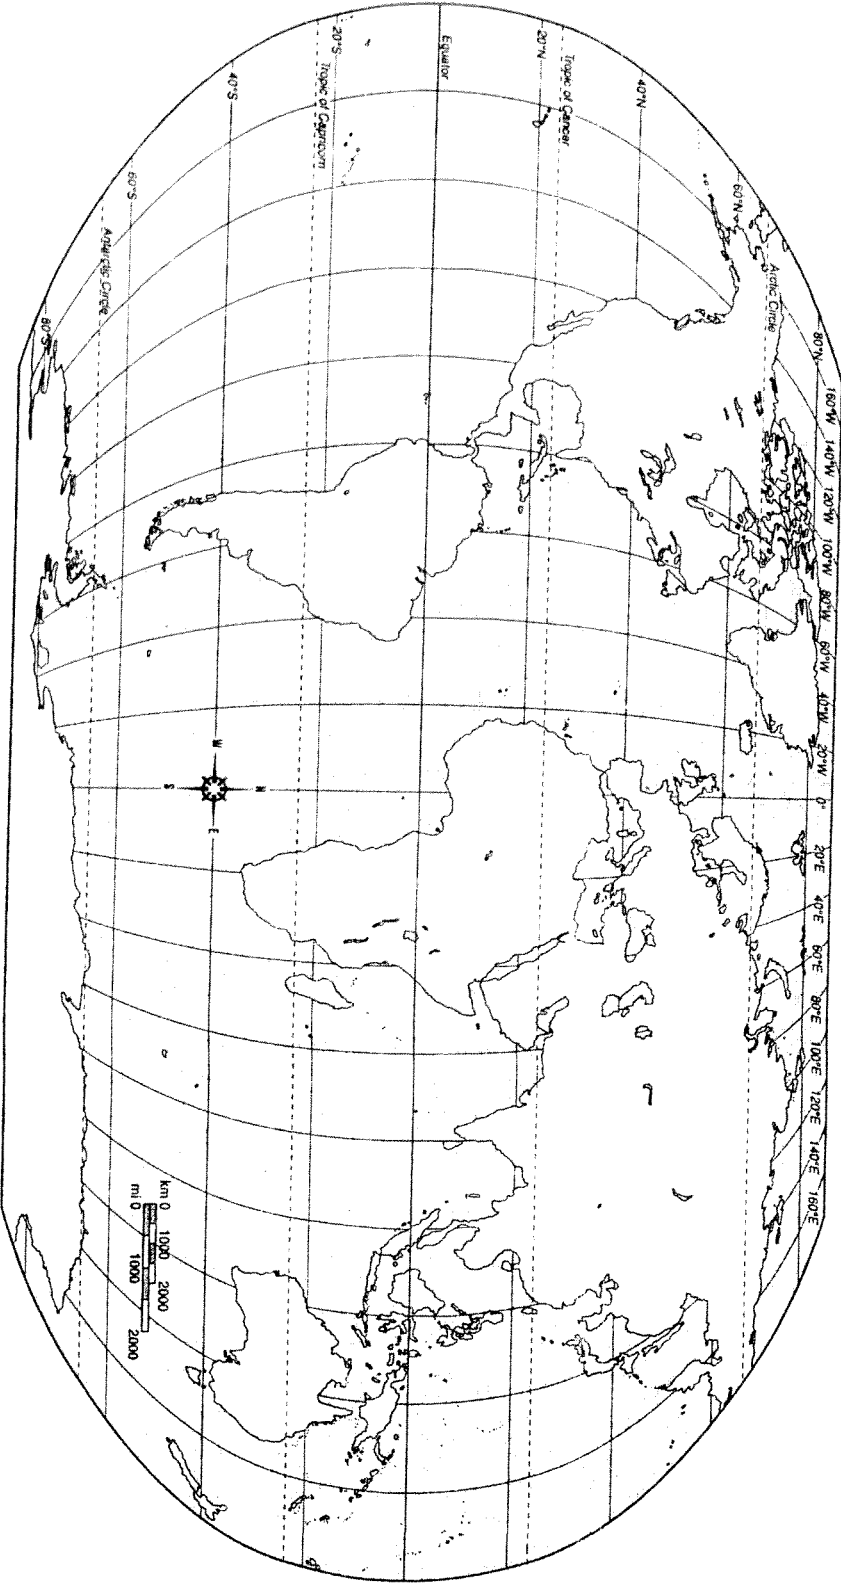 160°W
140°W
120°W
100°W
80°W
60°W
40°W
20°W
0°
20°E
40°E
60°E
80°E
100°E
120°E
140°E
160°E
80°N
Arctic Circle
60°N
40°N
Tropic of Cancer
20°N
Equator
20°S
Tropic of Capricorn
40°S
60°S
Antarctic Circle
80°S
N
W
E
S
km 0 1000 2000
mi 0 1000 2000